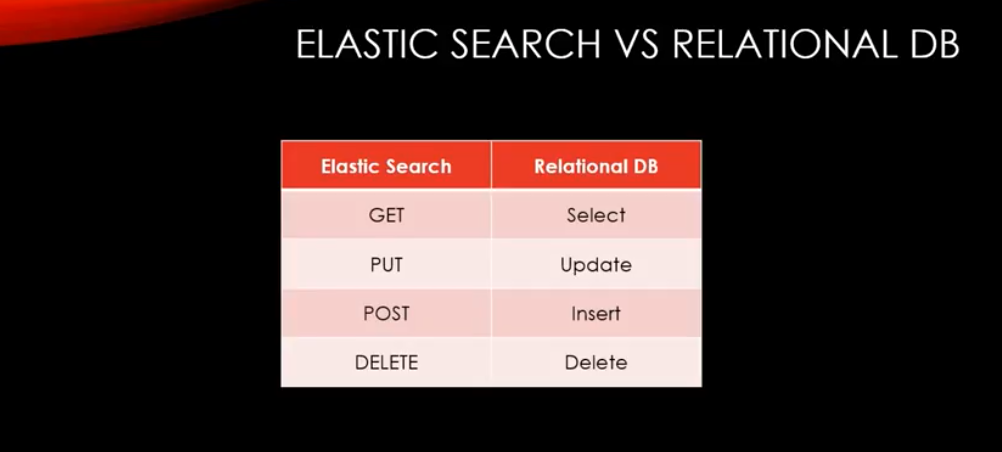 ELASTIC SEARCH VS RELATIONAL DB
Elastic Search Relational DB
GET Select
PUT Update
POST Insert
DELETE Delete